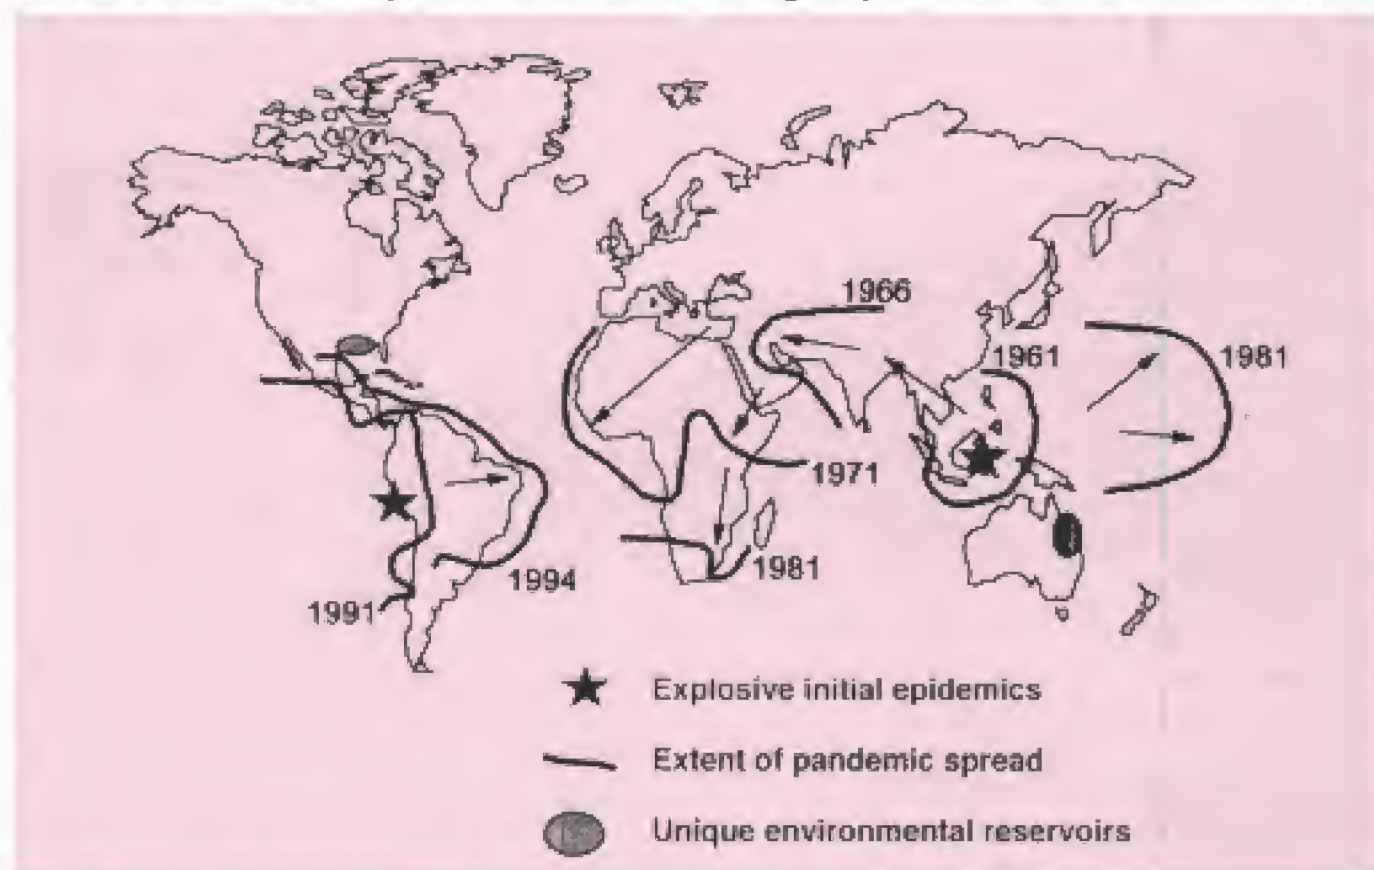 1966
1961
1981
1971
1981
1994
1991
Explosive initial epidemics
Extent of pandemic spread
Unique environmental reservoirs